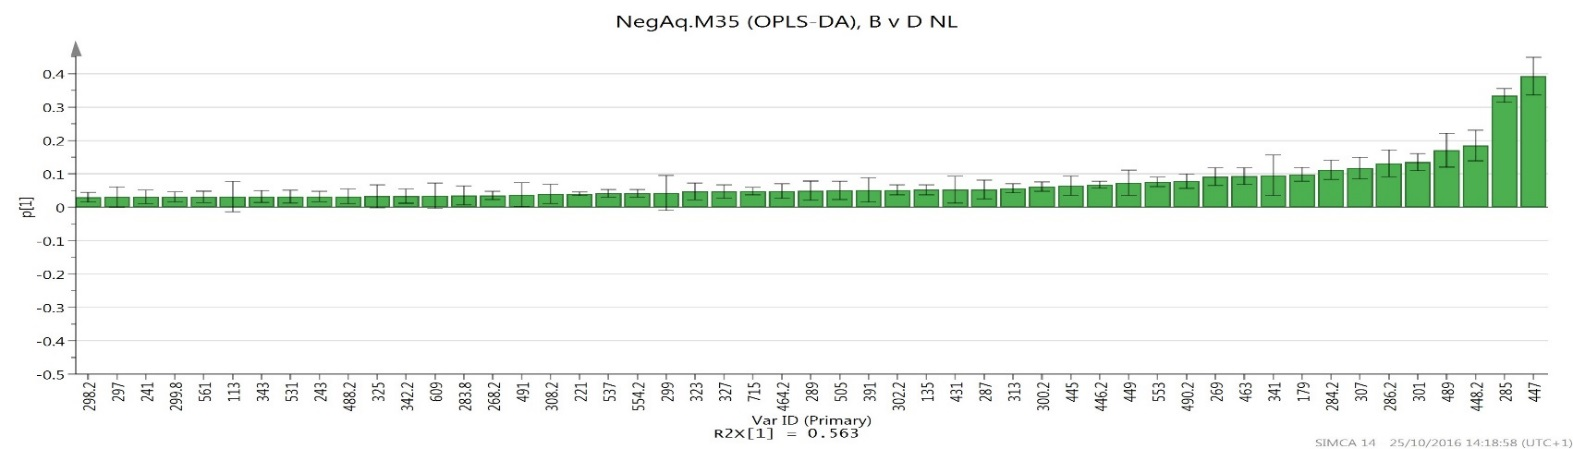 NegAq.M35 (OPLS-DA), B v D NL
0.4
0.3
0.2
0.1
0
-0.1
-0.2
-0.3
-0.4
-0.5
p[1]
298.2 297 241 299.8 561 113 343 531 243 488.2 325 342.2 609 283.8 268.2 491 308.2 221 537 554.2 299 323 327 715 464.2 289 505 391 302.2 135 431 287 313 300.2 445 446.2 449 553 490.2 269 463 341 179 284.2 307 286.2 301 489 448.2 285 447
Var ID (Primary)
R2X[1] = 0.563
SIMCA 14 25/10/2016 14:18:58 (UTC+1)